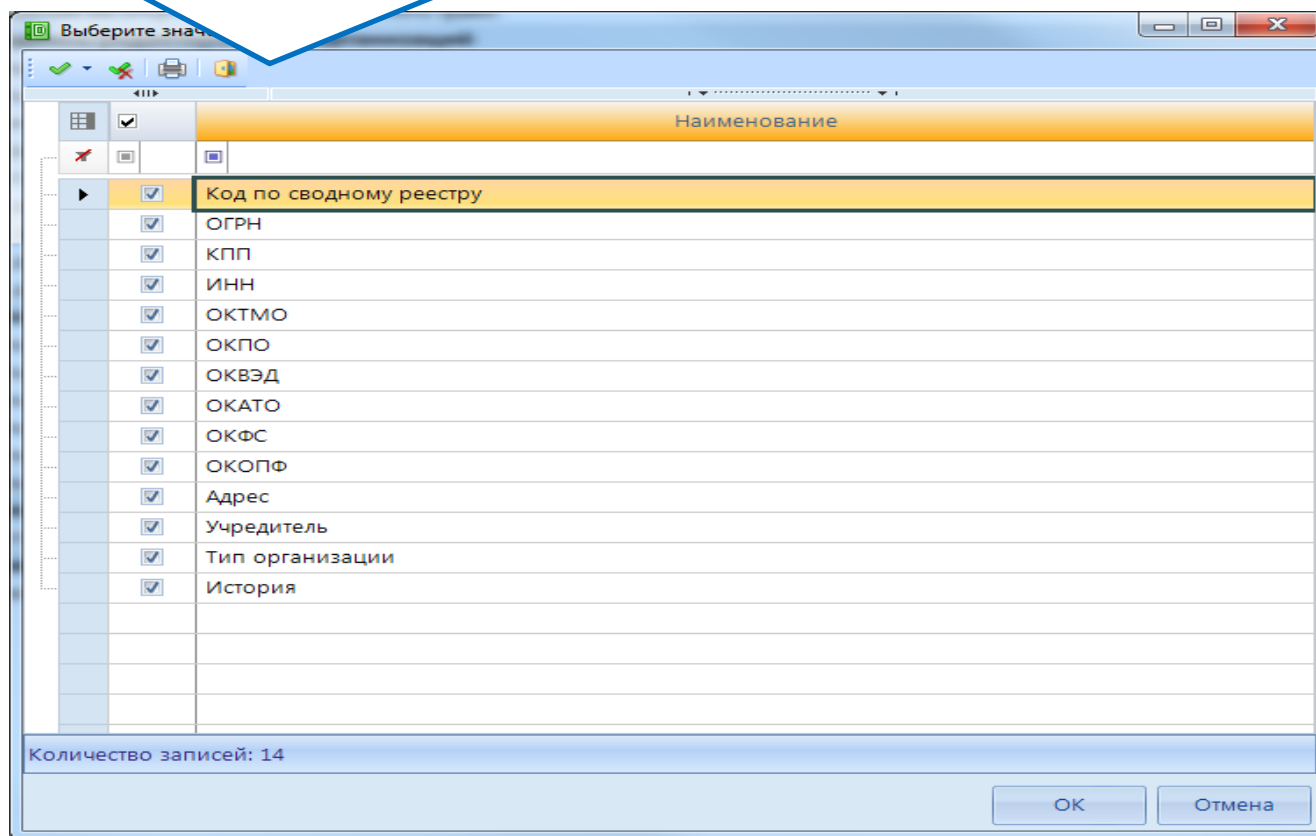 Выберите
Наименование
Код по сводному реестру
ОГРН
КПП
ИНН
ОКТМО
ОКПО
ОКВЭД
ОКАТО
ОКФС
ОКОПФ
Адрес
Учредитель
Тип организации
История
Количество записей: 14
ОК
Отмена